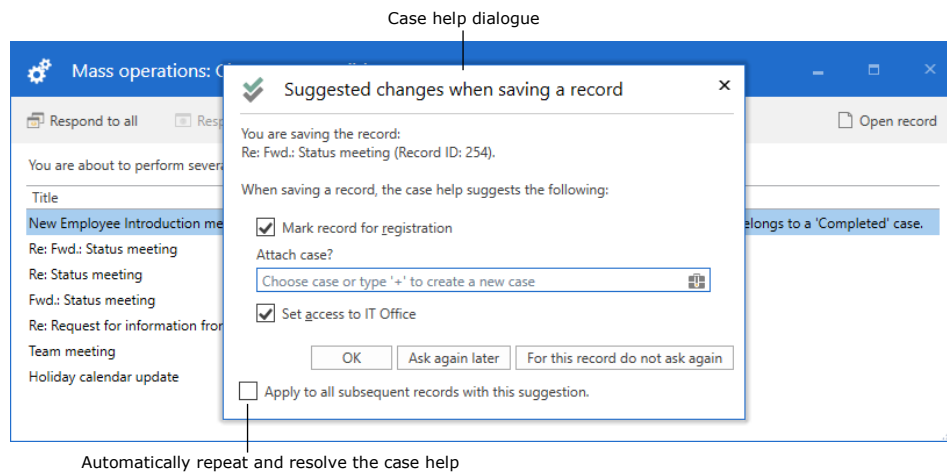 Case help dialogue
Mass operations:
Suggested changes when saving a record
Respond to all
Open record
You are saving the record:
Re: Fwd.: Status meeting (Record ID: 254).
You are about to perform
When saving a record, the case help suggests the following:
Title
New Employee Introduction
to a 'Completed' case.
Mark record for registration
Re: Fwd.: Status meeting
Attach case?
Re: Status meeting
Choose case or type '+' to create a new case
Fwd.: Status meeting
Set access to IT Office
Re: Request for information
Team meeting
OK
Ask again later
For this record do not ask again
Holiday calendar update
Apply to all subsequent records with this suggestion.
Automatically repeat and resolve the case help